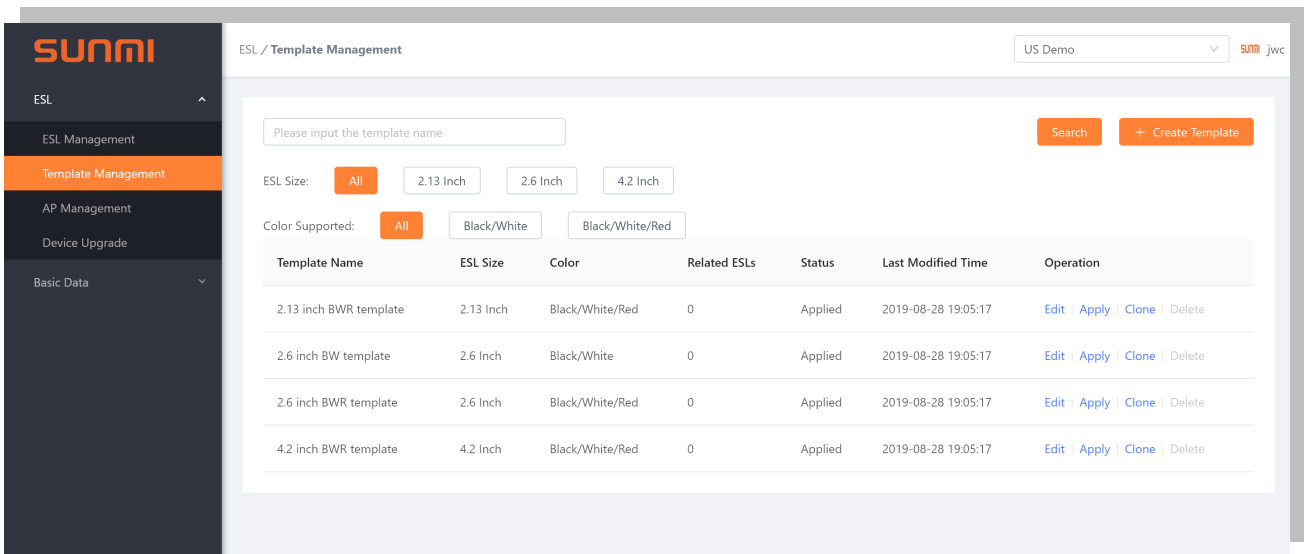 SUNMI
ESL / Template Management
US Demo
SUNMI jwc
ESL
ESL Management
Template Management
AP Management
Device Upgrade
Basic Data
Please input the template name
Search
+ Create Template
ESL Size: All 2.13 Inch 2.6 Inch 4.2 Inch
Color Supported: All Black/White Black/White/Red
Template Name ESL Size Color Related ESLs Status Last Modified Time Operation
2.13 inch BWR template 2.13 Inch Black/White/Red 0 Applied 2019-08-28 19:05:17 Edit | Apply | Clone | Delete
2.6 inch BW template 2.6 Inch Black/White 0 Applied 2019-08-28 19:05:17 Edit | Apply | Clone | Delete
2.6 inch BWR template 2.6 Inch Black/White/Red 0 Applied 2019-08-28 19:05:17 Edit | Apply | Clone | Delete
4.2 inch BWR template 4.2 Inch Black/White/Red 0 Applied 2019-08-28 19:05:17 Edit | Apply | Clone | Delete